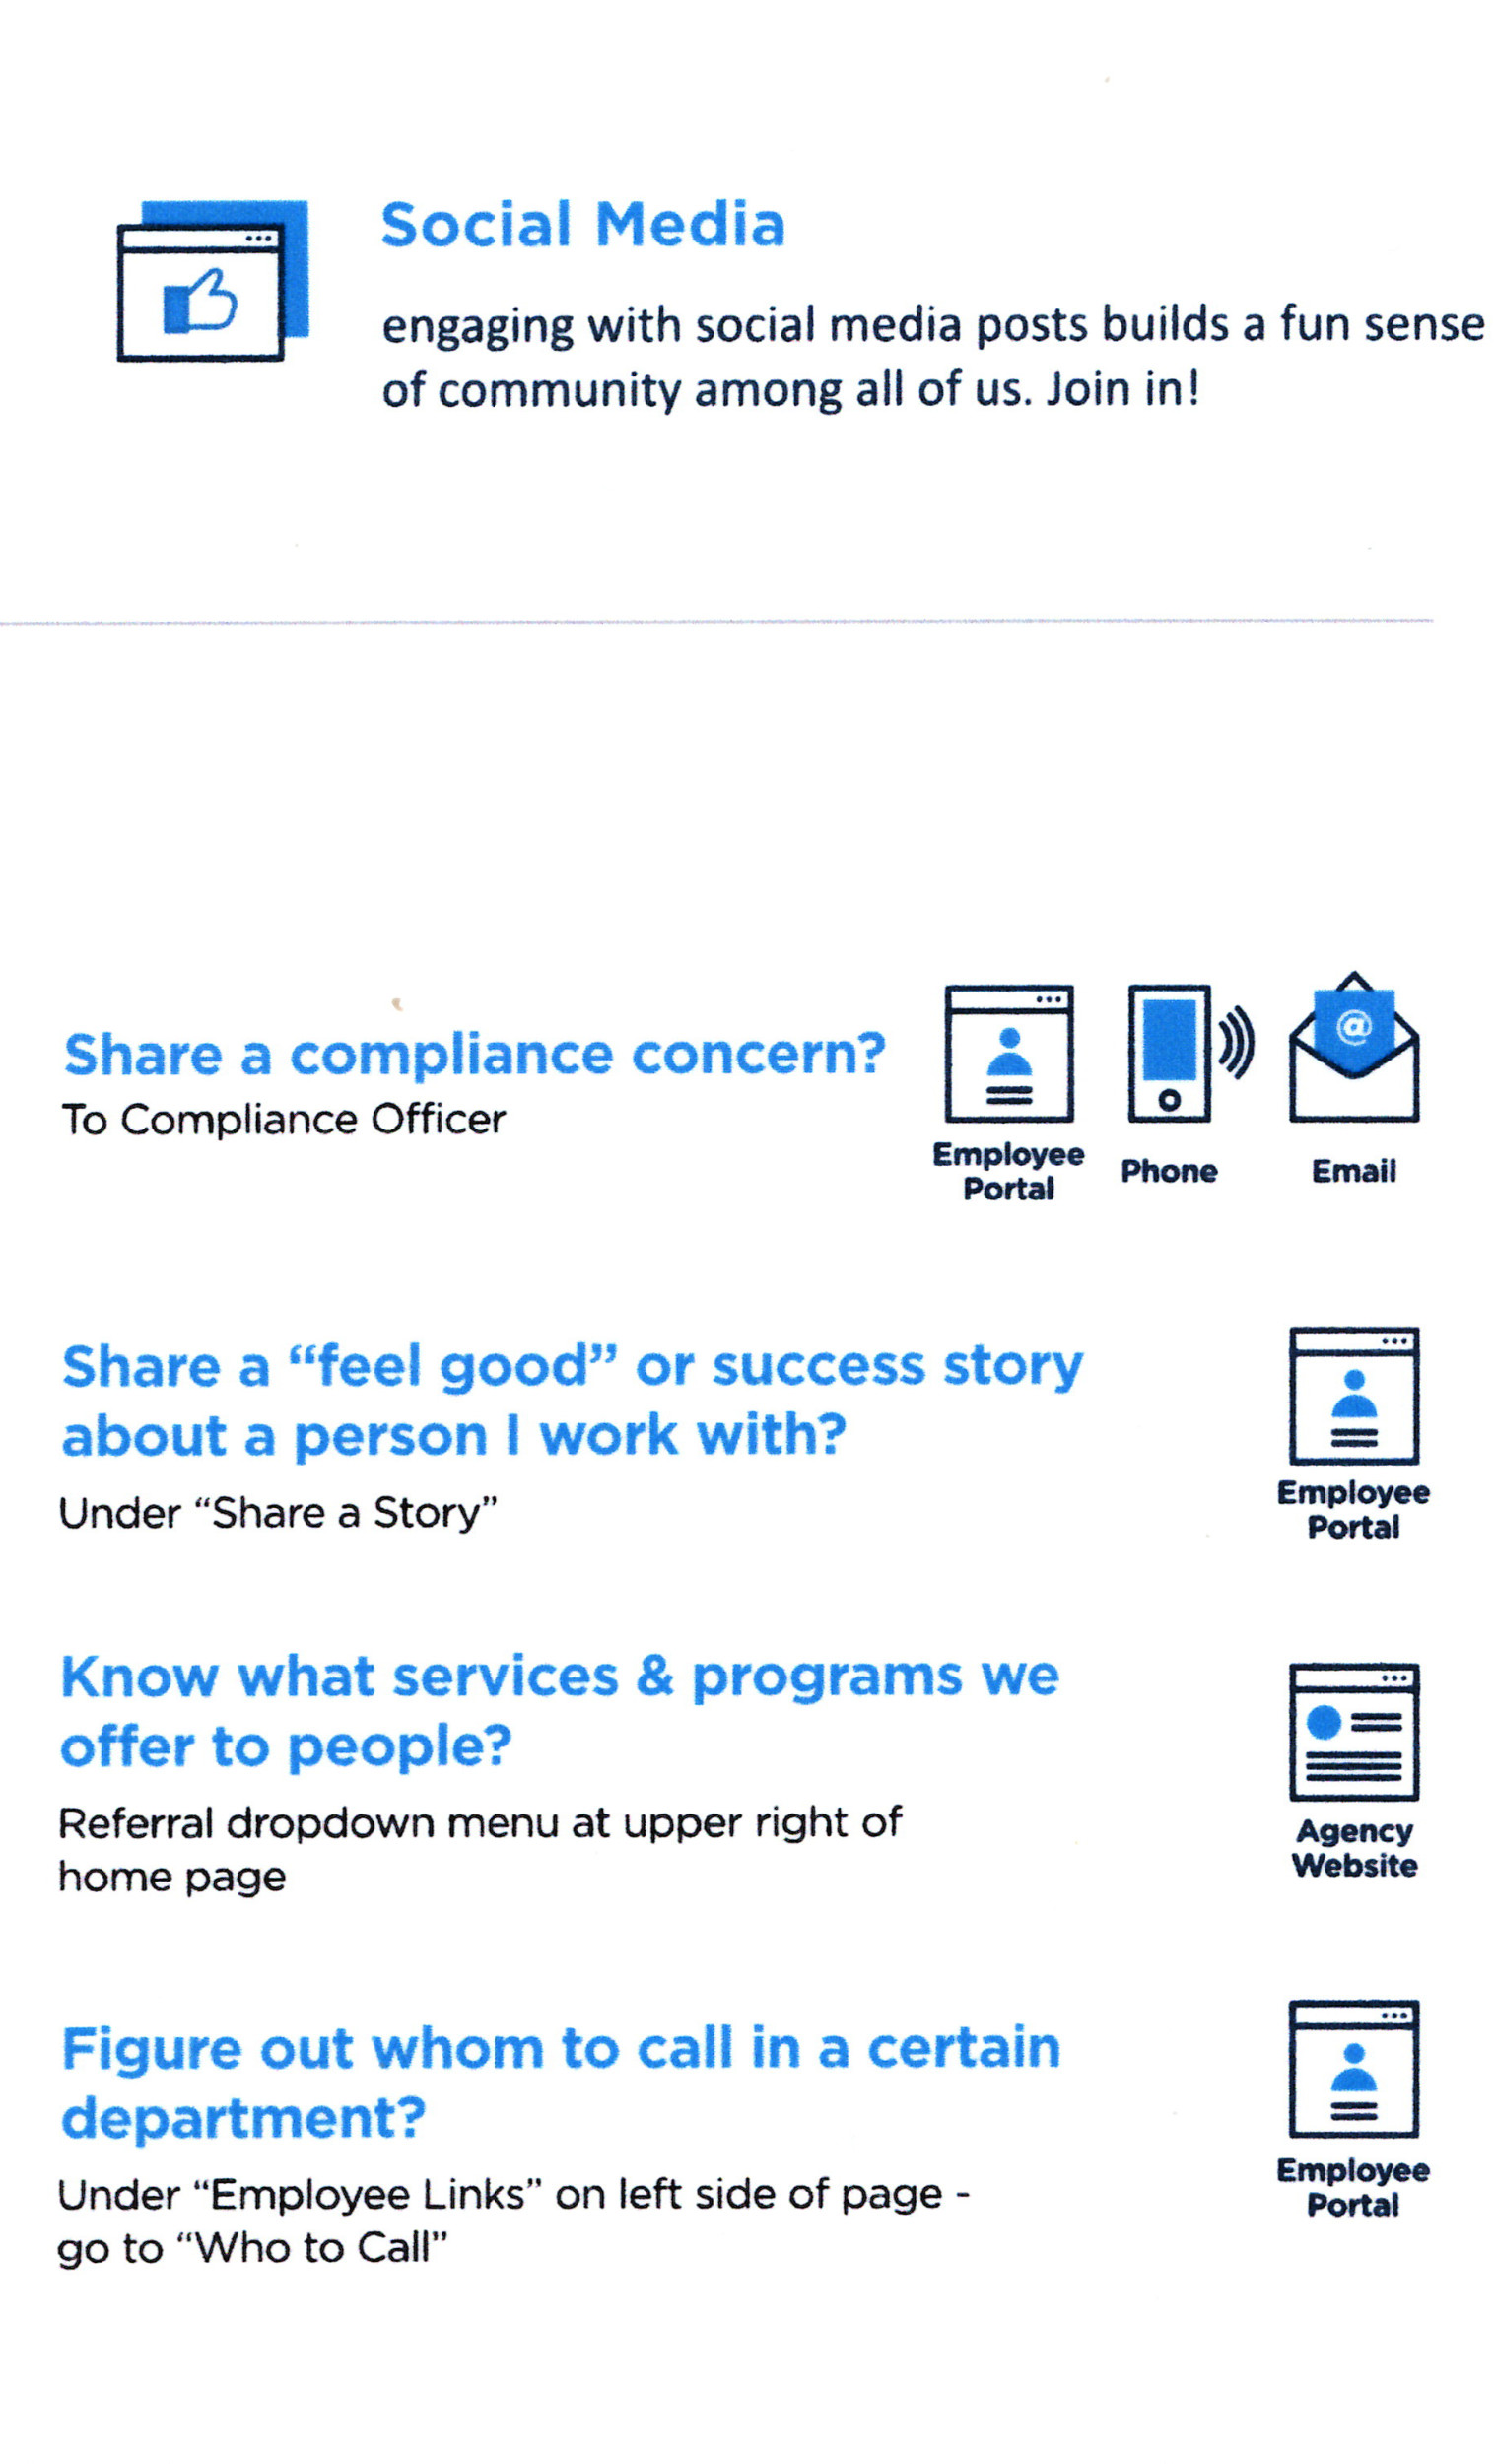 Social Media
engaging with social media posts builds a fun sense
of community among all of us. Join in!
Share a compliance concern?
To Compliance Officer
Employee
Portal
Phone
Email
Share a “feel good” or success story
about a person I work with?
Under “Share a Story”
Employee
Portal
Know what services & programs we
offer to people?
Referral dropdown menu at upper right of
home page
Agency
Website
Figure out whom to call in a certain
department?
Under “Employee Links” on left side of page -
go to “Who to Call”
Employee
Portal